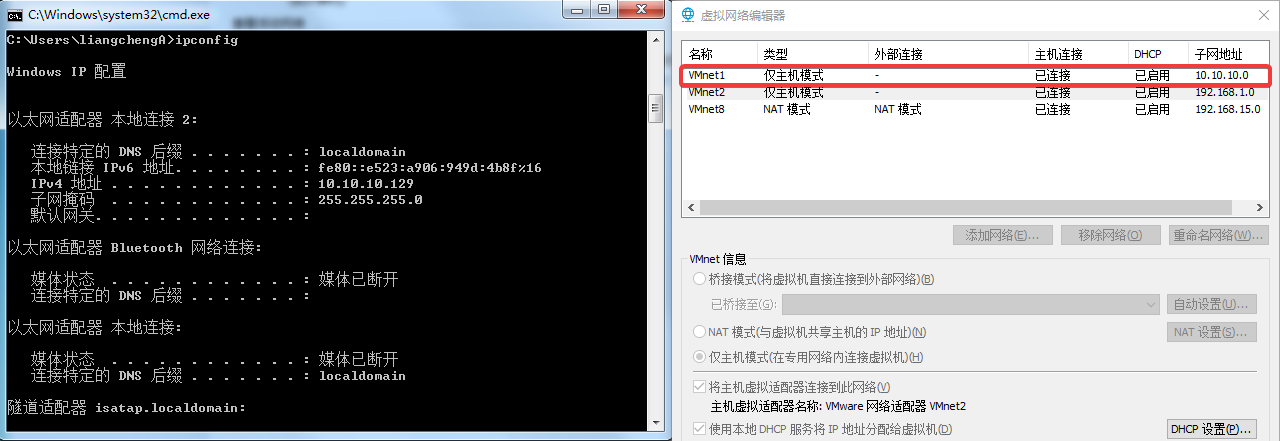 C:\Windows\system32\cmd.exe
C:\Users\liangchengA>ipconfig
Windows IP 配置
以太网适配器 本地连接 2:
连接特定的 DNS 后缀 . . . . . . . : localdomain
本地链接 IPv6 地址. . . . . . . . : fe80::e523:a906:949d:4b8f%16
IPv4 地址 . . . . . . . . . . . . : 10.10.10.129
子网掩码 . . . . . . . . . . . . : 255.255.255.0
默认网关. . . . . . . . . . . . . :
以太网适配器 Bluetooth 网络连接:
媒体状态 . . . . . . . . . . . . : 媒体已断开
连接特定的 DNS 后缀 . . . . . . . :
以太网适配器 本地连接:
媒体状态 . . . . . . . . . . . . : 媒体已断开
连接特定的 DNS 后缀 . . . . . . . : localdomain
隧道适配器 isatap.localdomain:
虚拟网络编辑器
名称 类型 外部连接 主机连接 DHCP 子网地址
VMnet1 仅主机模式 - 已连接 已启用 10.10.10.0
VMnet2 仅主机模式 - 已连接 已启用 192.168.1.0
VMnet8 NAT 模式 NAT 模式 已连接 已启用 192.168.15.0
添加网络(E)... 移除网络(O) 重命名网络(W)...
VMnet 信息
桥接模式(将虚拟机直接连接到外部网络)(B)
已桥接至(G): 自动设置(U)...
NAT 模式(与虚拟机共享主机的 IP 地址)(N) NAT 设置(S)...
仅主机模式(在专用网络内连接虚拟机)(H)
将主机虚拟适配器连接到此网络(V)
主机虚拟适配器名称: VMware 网络适配器 VMnet2
使用本地 DHCP 服务将 IP 地址分配给虚拟机(D) DHCP 设置(P)...